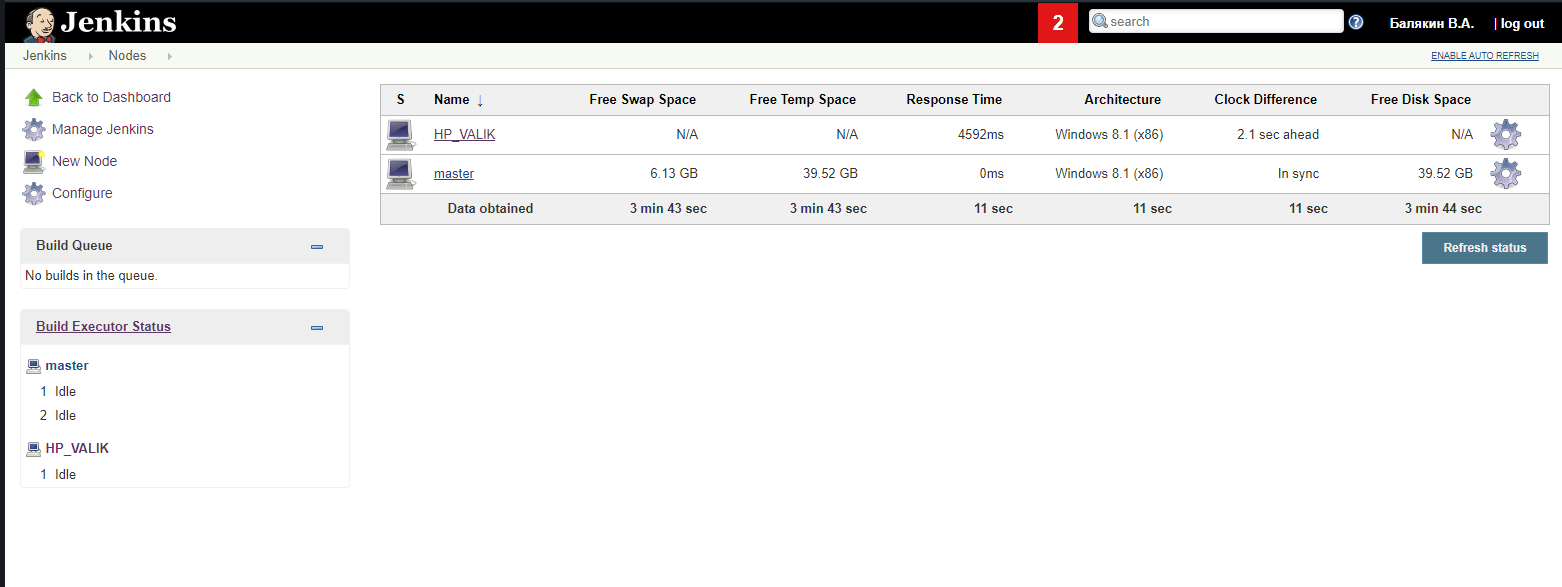 Jenkins
2 search Балякин В.А. | log out
Jenkins Nodes ENABLE AUTO REFRESH
Back to Dashboard
Manage Jenkins
New Node
Configure
Build Queue
No builds in the queue.
Build Executor Status
master
1 Idle
2 Idle
HP_VALIK
1 Idle
S Name ↓ Free Swap Space Free Temp Space Response Time Architecture Clock Difference Free Disk Space
HP_VALIK N/A N/A 4592ms Windows 8.1 (x86) 2.1 sec ahead N/A
master 6.13 GB 39.52 GB 0ms Windows 8.1 (x86) In sync 39.52 GB
Data obtained 3 min 43 sec 3 min 43 sec 11 sec 11 sec 11 sec 3 min 44 sec
Refresh status